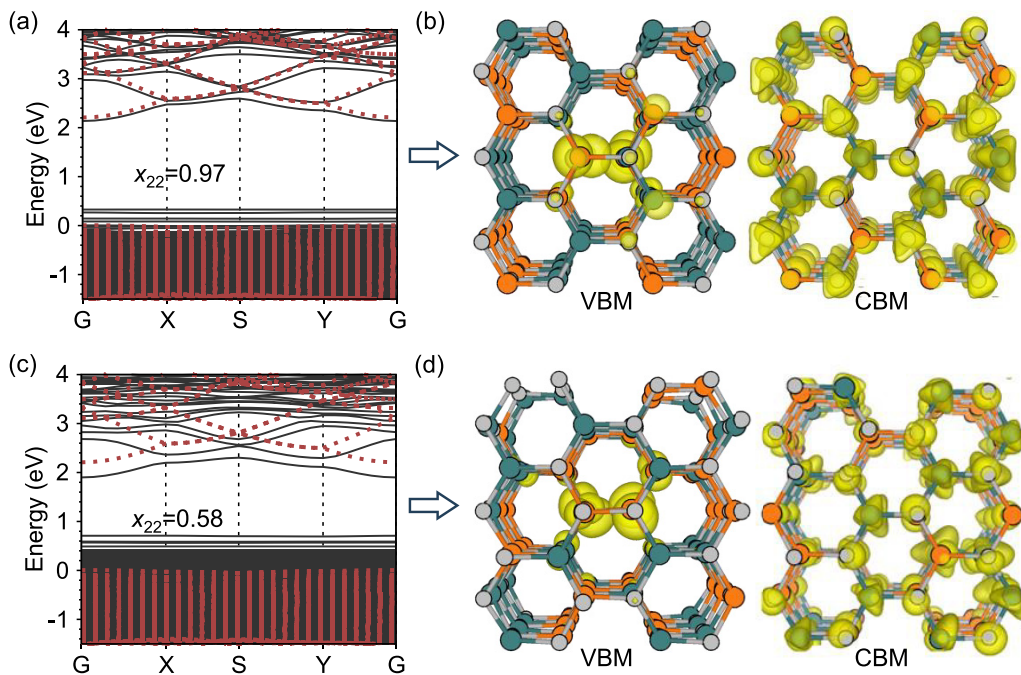 (a)
4
3
2
1
0
-1
Energy (eV)
x22=0.97
G X S Y G
(b)
VBM
CBM
(c)
4
3
2
1
0
-1
Energy (eV)
x22=0.58
G X S Y G
(d)
VBM
CBM